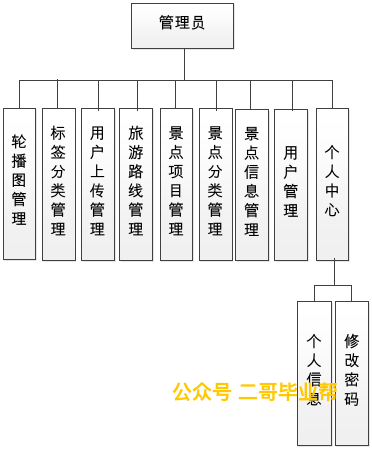 管理员
轮播图管理
标签分类管理
用户上传管理
旅游路线管理
景点项目管理
景点分类管理
景点信息管理
用户管理
个人中心
个人信息
修改密码
公众号 二哥毕业帮